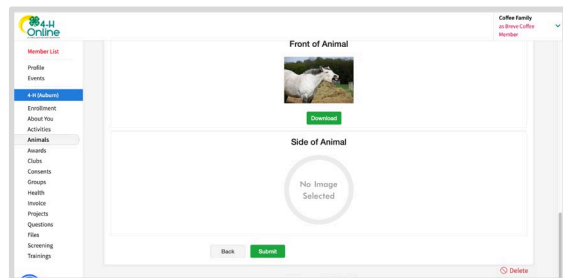 4-H
Online
Coffee Family
as Breve Coffee
Member
Member List
Profile
Events
4-H (Auburn)
Enrollment
About You
Activities
Animals
Awards
Clubs
Consents
Groups
Health
Invoice
Projects
Questions
Files
Screening
Trainings
Front of Animal
Download
Side of Animal
No Image
Selected
Back
Submit
Delete